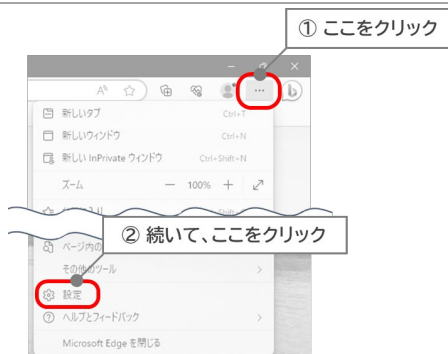 ① ここをクリック
新しいタブ Ctrl+T
新しいウィンドウ Ctrl+N
新しい InPrivate ウィンドウ Ctrl+Shift+N
ズーム 100%
② 続いて、ここをクリック
ページ内の
その他のツール
設定
ヘルプとフィードバック
Microsoft Edge を閉じる